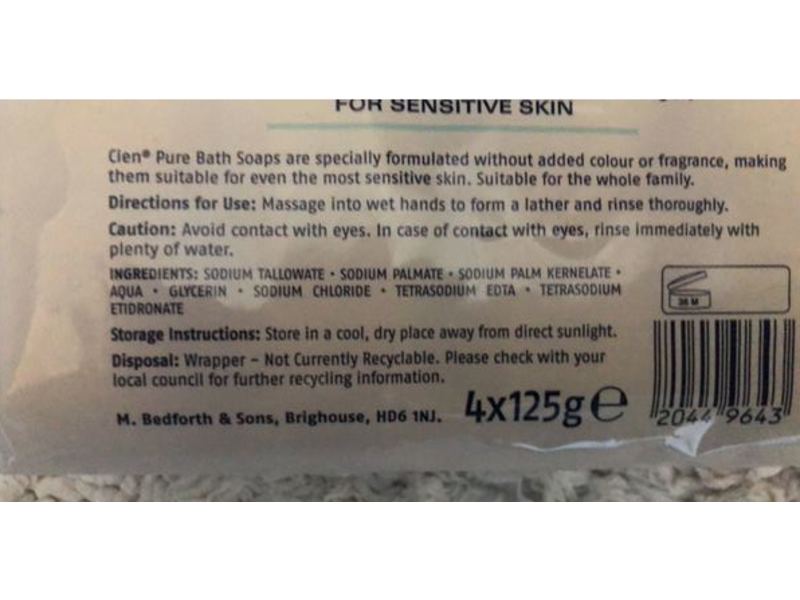 FOR SENSITIVE SKIN
Cien® Pure Bath Soaps are specially formulated without added colour or fragrance, making
them suitable for even the most sensitive skin. Suitable for the whole family.
Directions for Use: Massage into wet hands to form a lather and rinse thoroughly.
Caution: Avoid contact with eyes. In case of contact with eyes, rinse immediately with
plenty of water.
INGREDIENTS: SODIUM TALLOWATE • SODIUM PALMATE • SODIUM PALM KERNELATE •
AQUA • GLYCERIN • SODIUM CHLORIDE • TETRASODIUM EDTA • TETRASODIUM
ETIDRONATE
36 M
Storage Instructions: Store in a cool, dry place away from direct sunlight.
Disposal: Wrapper – Not Currently Recyclable. Please check with your
local council for further recycling information.
M. Bedforth & Sons, Brighouse, HD6 1NJ. 4x125g e
2044 9643